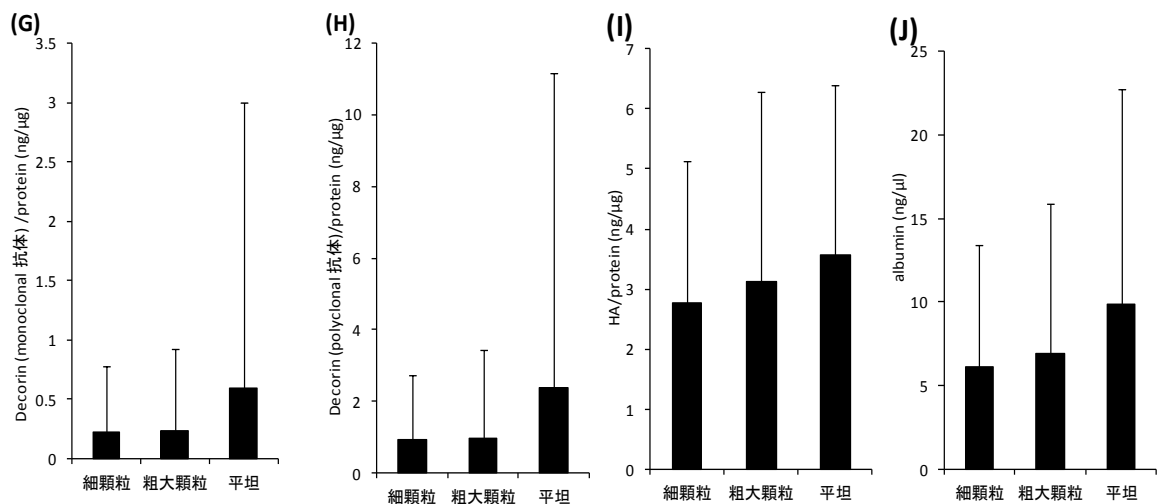 (G)
Decorin (monoclonal 抗体) /protein (ng/μg)
3.5
3
2.5
2
1.5
1
0.5
0
細顆粒
粗大顆粒
平坦
(H)
Decorin (polyclonal 抗体)/protein (ng/μg)
12
10
8
6
4
2
0
細顆粒
粗大顆粒
平坦
(I)
HA/protein (ng/μg)
7
6
5
4
3
2
1
0
細顆粒
粗大顆粒
平坦
(J)
albumin (ng/μl)
25
20
15
10
5
0
細顆粒
粗大顆粒
平坦